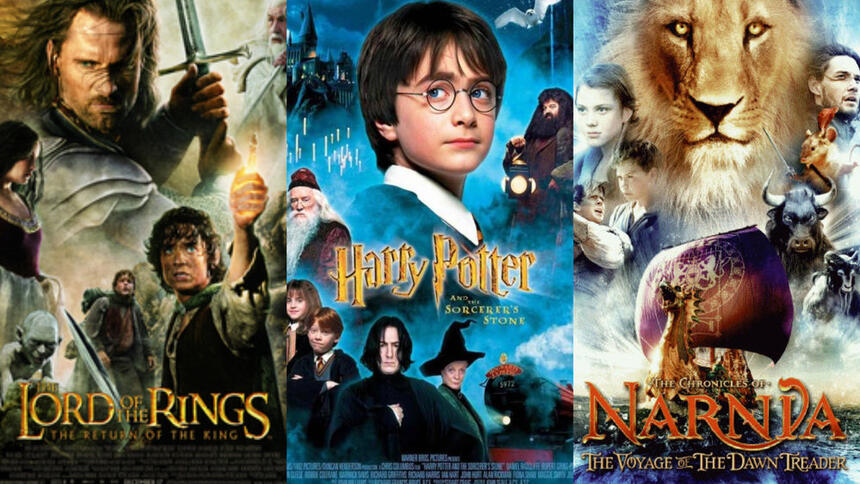 THE
LORD OF THE RINGS
THE RETURN OF THE KING
Harry Potter
AND THE
SORCERER'S
STONE
5972
THE CHRONICLES OF
NARNIA
THE VOYAGE OF THE DAWN TREADER